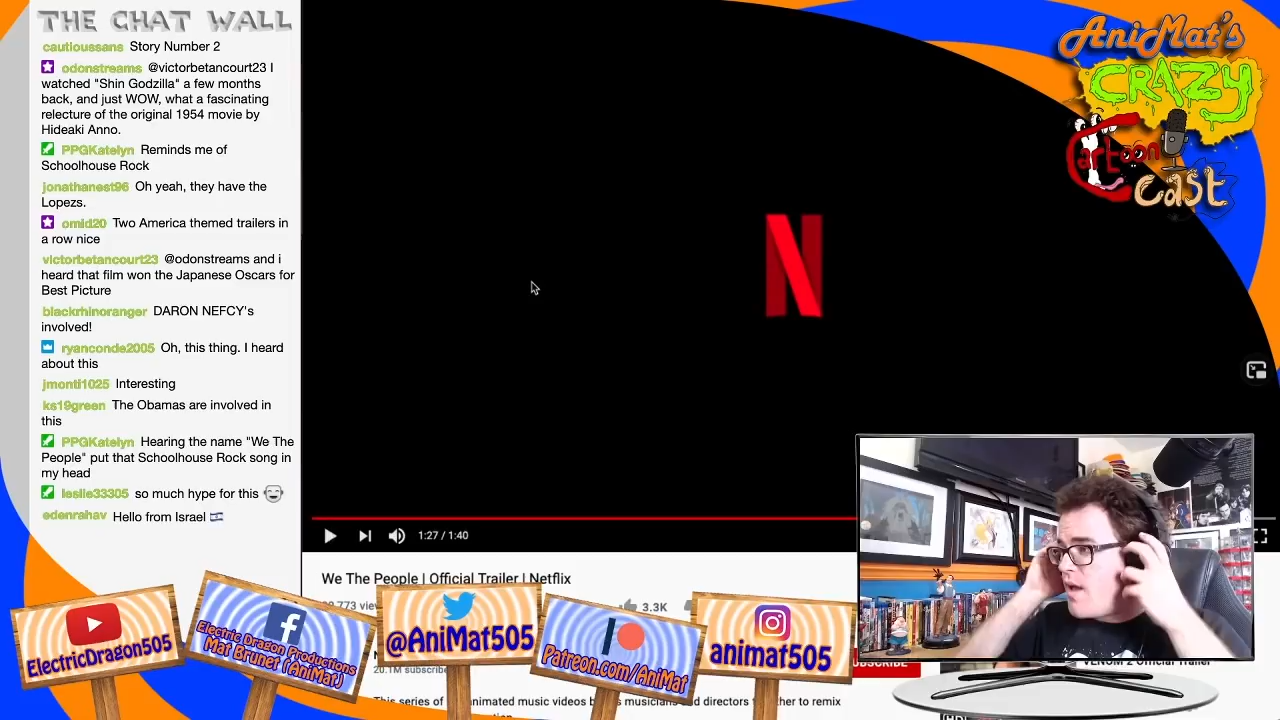 THE CHAT WALL
cautioussans Story Number 2
odonstreams @victorbetancourt23 I
watched "Shin Godzilla" a few months
back, and just WOW, what a fascinating
relecture of the original 1954 movie by
Hideaki Anno.
PPGKatelyn Reminds me of
Schoolhouse Rock
jonathanest96 Oh yeah, they have the
Lopezs.
omid20 Two America themed trailers in
a row nice
victorbetancourt23 @odonstreams and i
heard that film won the Japanese Oscars for
Best Picture
blackrhinoranger DARON NEFCY's
involved!
ryanconde2005 Oh, this thing. I heard
about this
jmonti1025 Interesting
ks19green The Obamas are involved in
this
PPGKatelyn Hearing the name "We The
People" put that Schoolhouse Rock song in
my head
leslie33305 so much hype for this
edenrahav Hello from Israel
AniMat's
CRAZY
Cartoon
Cast
N
1:27 / 1:40
We The People | Official Trailer | Netflix
3.3K
20.1M
This series of
animated music videos
musicians
directors
to remix
VENOM 2 Official Trailer
ElectricDragon505
Electric Dragon Productions
Mat Brunet (AniMat)
@AniMat505
Patreon.com/AniMat
animat505